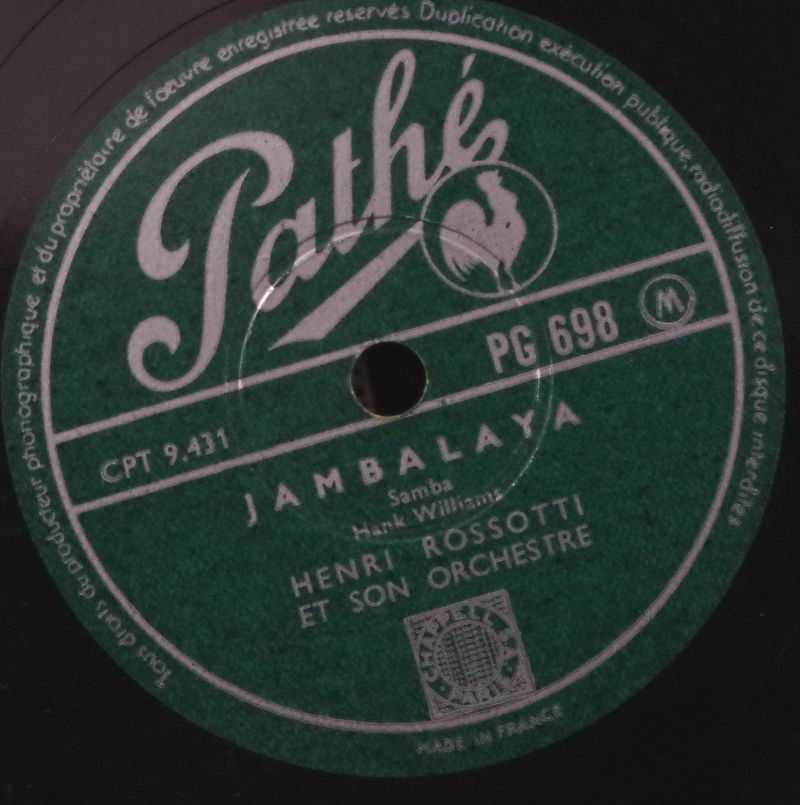 Tous droits du producteur phonographique et du propriétaire de l'œuvre enregistrée réservés Duplication exécution publique radiodiffusion de ce disque interdites
Pathé
PG 698
M
CPT 9.431
JAMBALAYA
Samba
Hank Williams
HENRI ROSSOTTI
ET SON ORCHESTRE
CHAPPELL S.A.
PARIS
MADE IN FRANCE